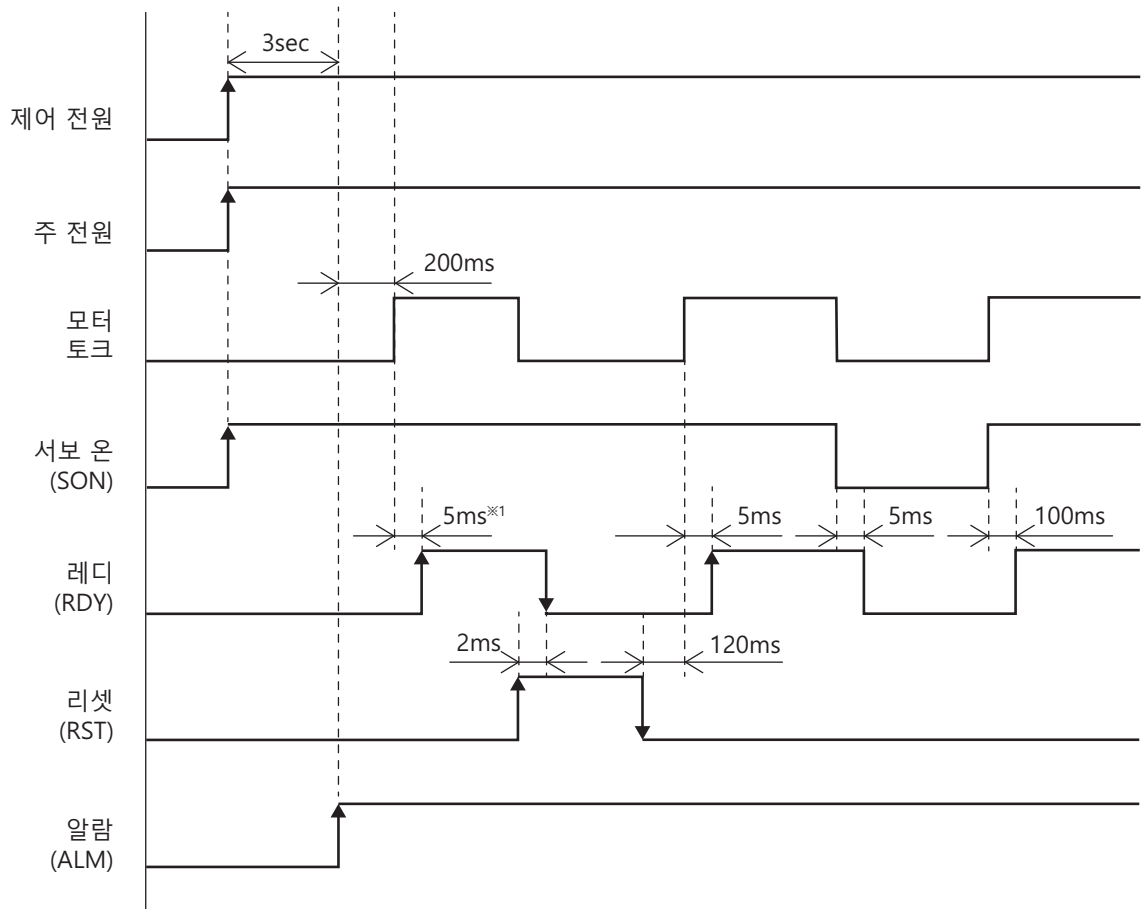 3sec
제어 전원
주 전원
200ms
모터
토크
서보 온
(SON)
5ms※1
5ms
5ms
100ms
레디
(RDY)
2ms
120ms
리셋
(RST)
알람
(ALM)